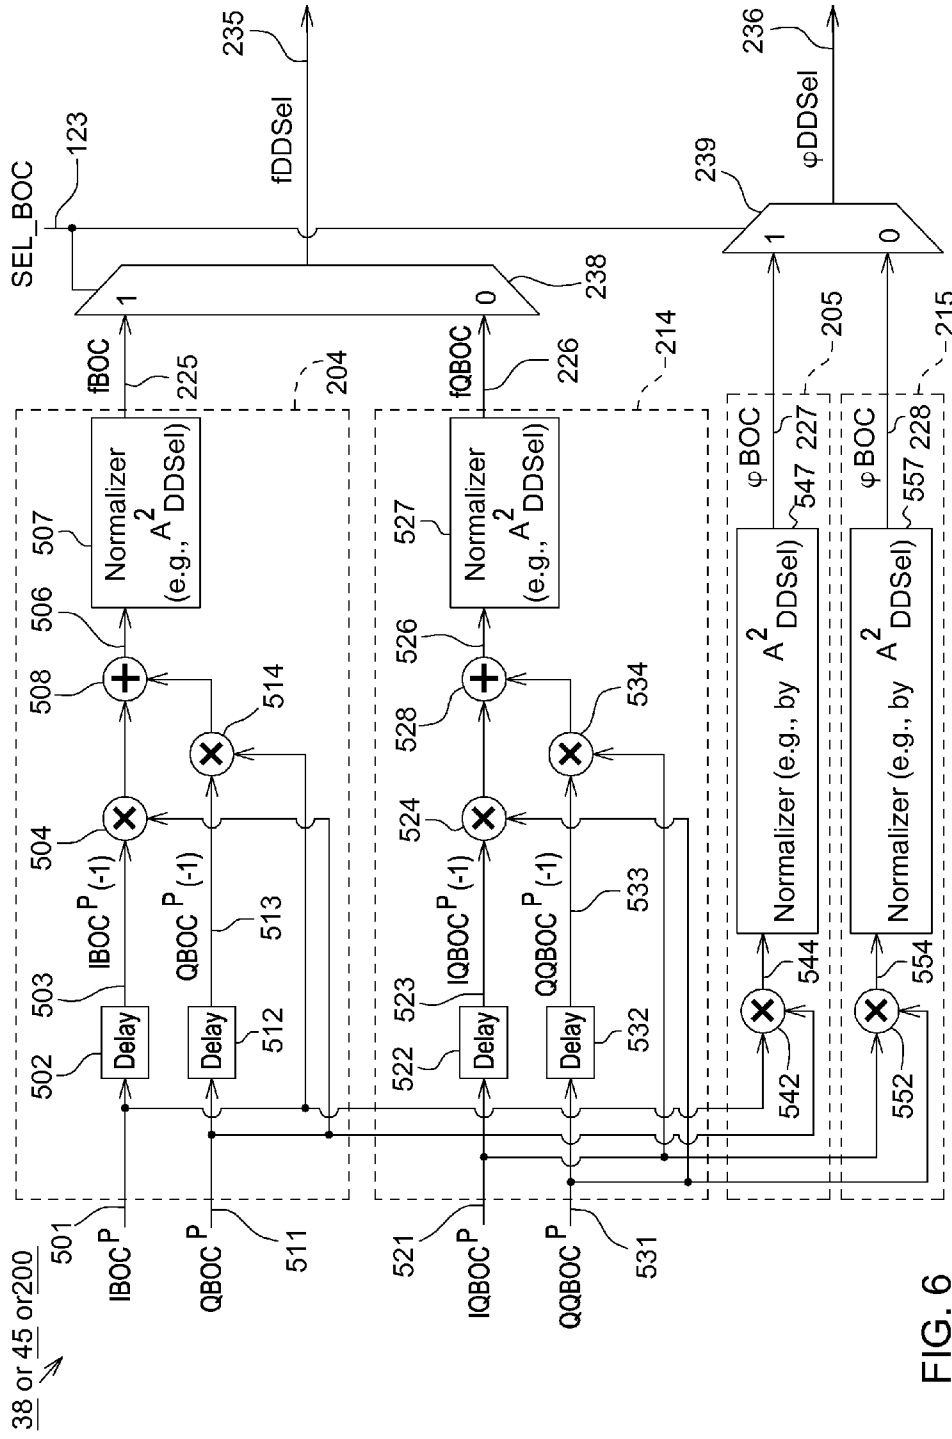 38 or 45 or200
501
IBOC P
502
Delay
503
IBOC P (-1)
504
508
506
507
Normalizer
(e.g., A 2 DDSel)
fBOC
225
204
1
SEL_BOC
123
QBOC P
511
Delay
512
QBOC P (-1)
513
514
fDDSel
235
521
IQBOC P
522
Delay
523
IQBOC P (-1)
524
528
526
527
Normalizer
(e.g., A 2 DDSel)
fQBOC
226
214
0
238
QQBOC P
531
Delay
532
QQBOC P (-1)
533
534
542
544
Normalizer (e.g., by A 2 DDSel)
547
φBOC
227
205
1
239
φDDSel
236
552
554
Normalizer (e.g., by A 2 DDSel)
557
φBOC
228
215
0
FIG. 6